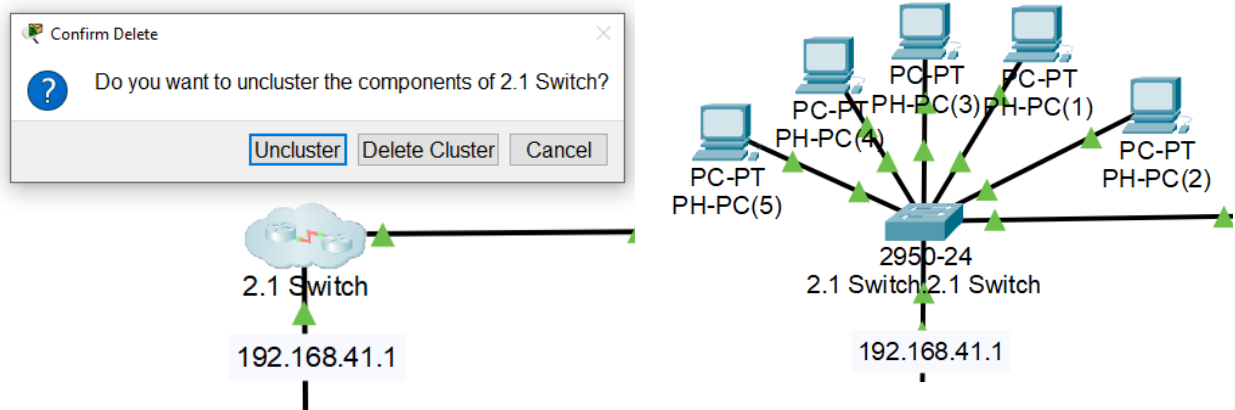 Confirm Delete
Do you want to uncluster the components of 2.1 Switch?
Uncluster Delete Cluster Cancel
2.1 Switch
192.168.41.1
PC-PT
PH-PC(3)
PC-PT
PH-PC(1)
PC-PT
PH-PC(4)
PC-PT
PH-PC(2)
PC-PT
PH-PC(5)
2950-24
2.1 Switch:2.1 Switch
192.168.41.1